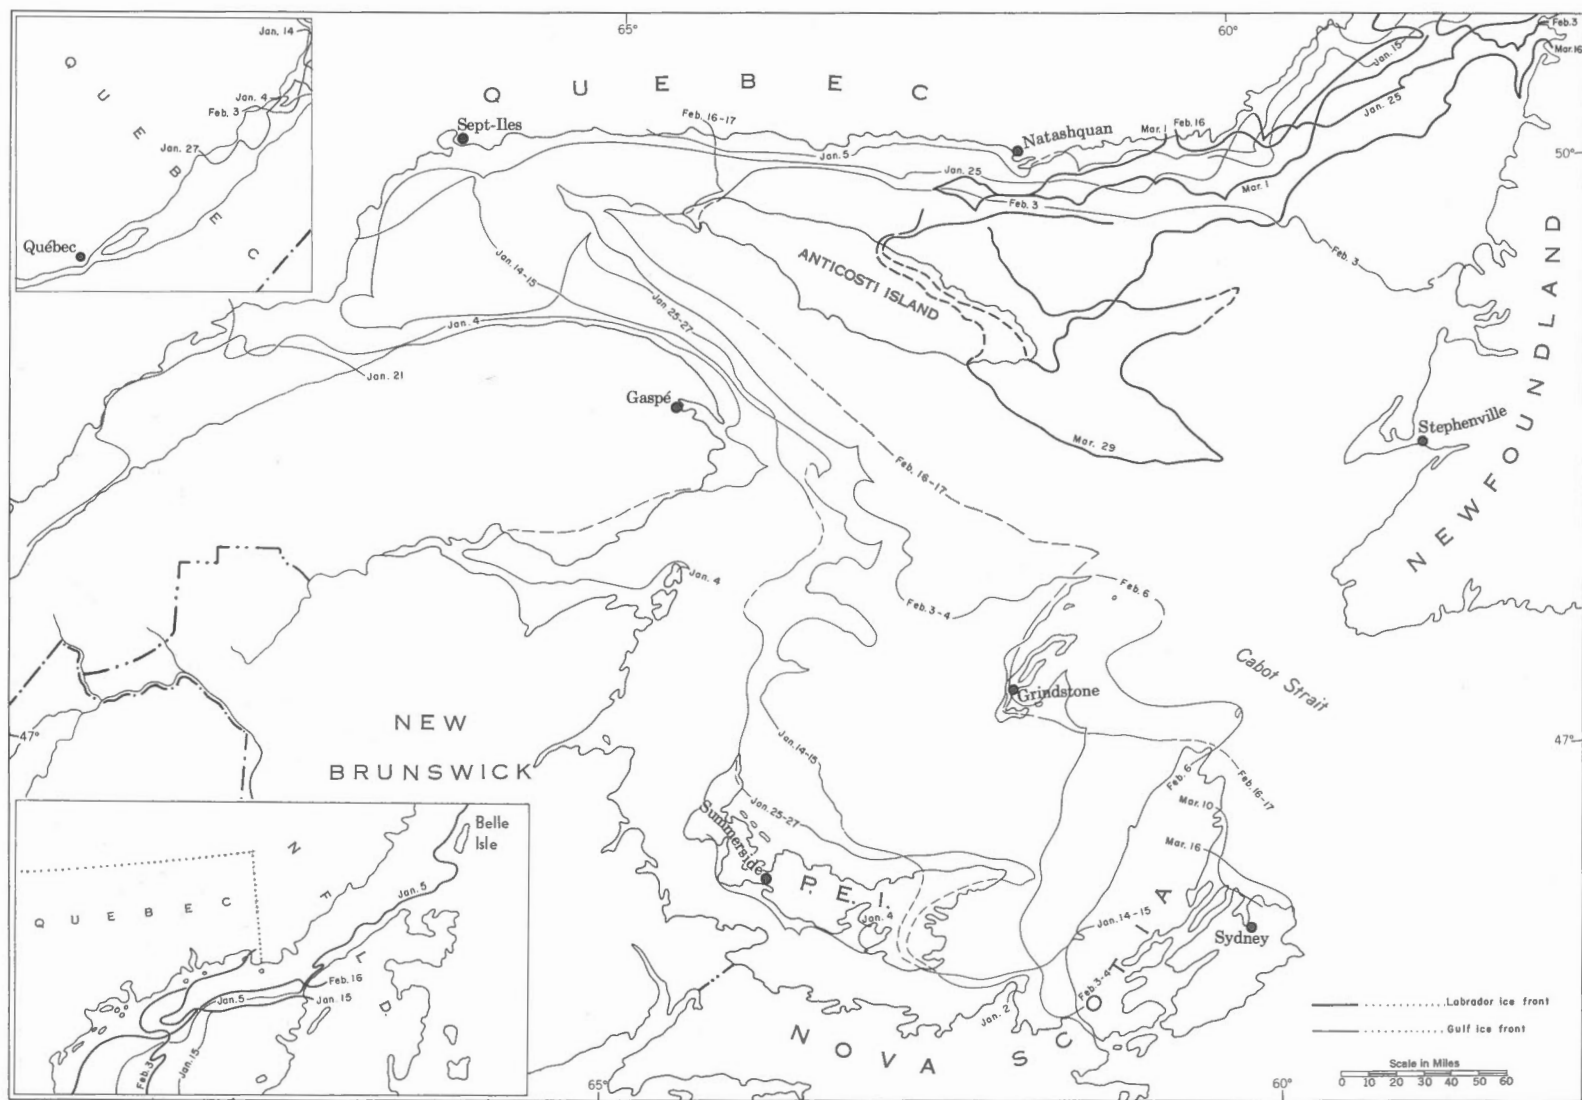 65°
60°
Jan. 14
QUEBEC
Jan. 4
Feb. 3
Jan. 27
Québec
QUEBEC
Sept-Iles
Feb. 16-17
Jan. 5
Natashquan
Mar. 1
Feb. 16
Jan. 15
Feb. 3
Mar. 16
Jan. 25
50°
Jan. 25
Mar. 1
Feb. 3
Feb. 3
Jan. 14-15
Jan. 25-27
ANTICOSTI ISLAND
Jan. 4
Jan. 21
Gaspé
Mar. 29
Stephenville
NEWFOUNDLAND
Feb. 16-17
Jan. 4
Feb. 3-4
Feb. 6
Cabot Strait
Grindstone
47°
47°
NEW
BRUNSWICK
Jan. 14-15
Feb. 6
Feb. 16-17
Jan. 25-27
Mar. 10
Summerside
Mar. 16
P. E. I.
Jan. 4
Jan. 14-15
Sydney
Feb. 3-4
Jan. 2
NOVA SCOTIA
Belle
Isle
NFLD.
QUEBEC
Jan. 5
Feb. 16
Jan. 5
Jan. 15
Jan. 15
Feb. 3
Labrador ice front
Gulf ice front
Scale in Miles
0 10 20 30 40 50 60
65°
60°